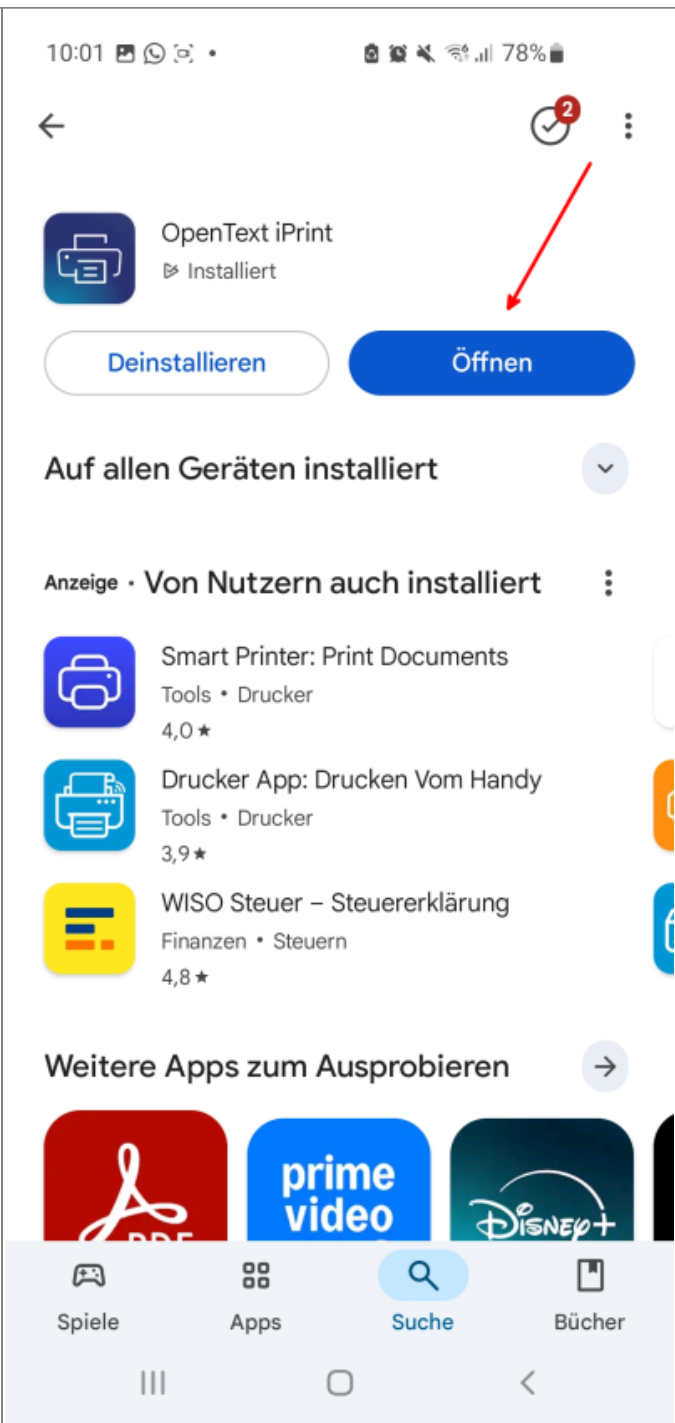 10:01 78%
2
OpenText iPrint
Installiert
Deinstallieren Öffnen
Auf allen Geräten installiert
Anzeige • Von Nutzern auch installiert
Smart Printer: Print Documents
Tools • Drucker
4,0 ★
Drucker App: Drucken Vom Handy
Tools • Drucker
3,9 ★
WISO Steuer – Steuererklärung
Finanzen • Steuern
4,8 ★
Weitere Apps zum Ausprobieren
PDF
prime
video
Disney+
Spiele Apps Suche Bücher